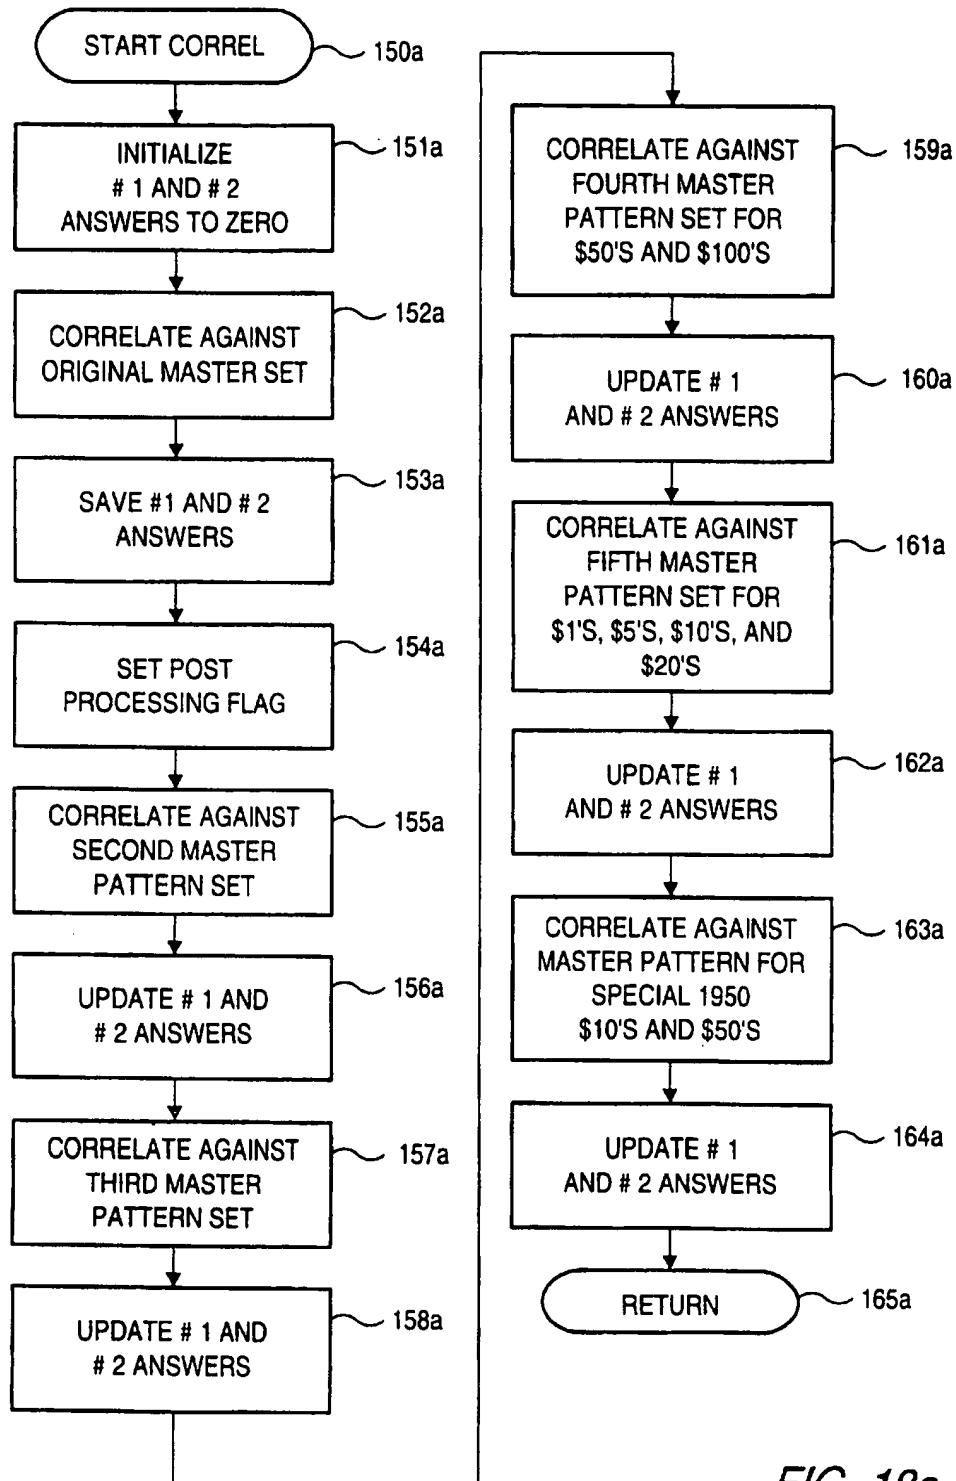 START CORREL
150a
INITIALIZE
# 1 AND # 2
ANSWERS TO ZERO
151a
CORRELATE AGAINST
ORIGINAL MASTER SET
152a
SAVE #1 AND # 2
ANSWERS
153a
SET POST
PROCESSING FLAG
154a
CORRELATE AGAINST
SECOND MASTER
PATTERN SET
155a
UPDATE # 1 AND
# 2 ANSWERS
156a
CORRELATE AGAINST
THIRD MASTER
PATTERN SET
157a
UPDATE # 1 AND
# 2 ANSWERS
158a
CORRELATE AGAINST
FOURTH MASTER
PATTERN SET FOR
$50'S AND $100'S
159a
UPDATE # 1
AND # 2 ANSWERS
160a
CORRELATE AGAINST
FIFTH MASTER
PATTERN SET FOR
$1'S, $5'S, $10'S, AND
$20'S
161a
UPDATE # 1
AND # 2 ANSWERS
162a
CORRELATE AGAINST
MASTER PATTERN FOR
SPECIAL 1950
$10'S AND $50'S
163a
UPDATE # 1
AND # 2 ANSWERS
164a
RETURN
165a